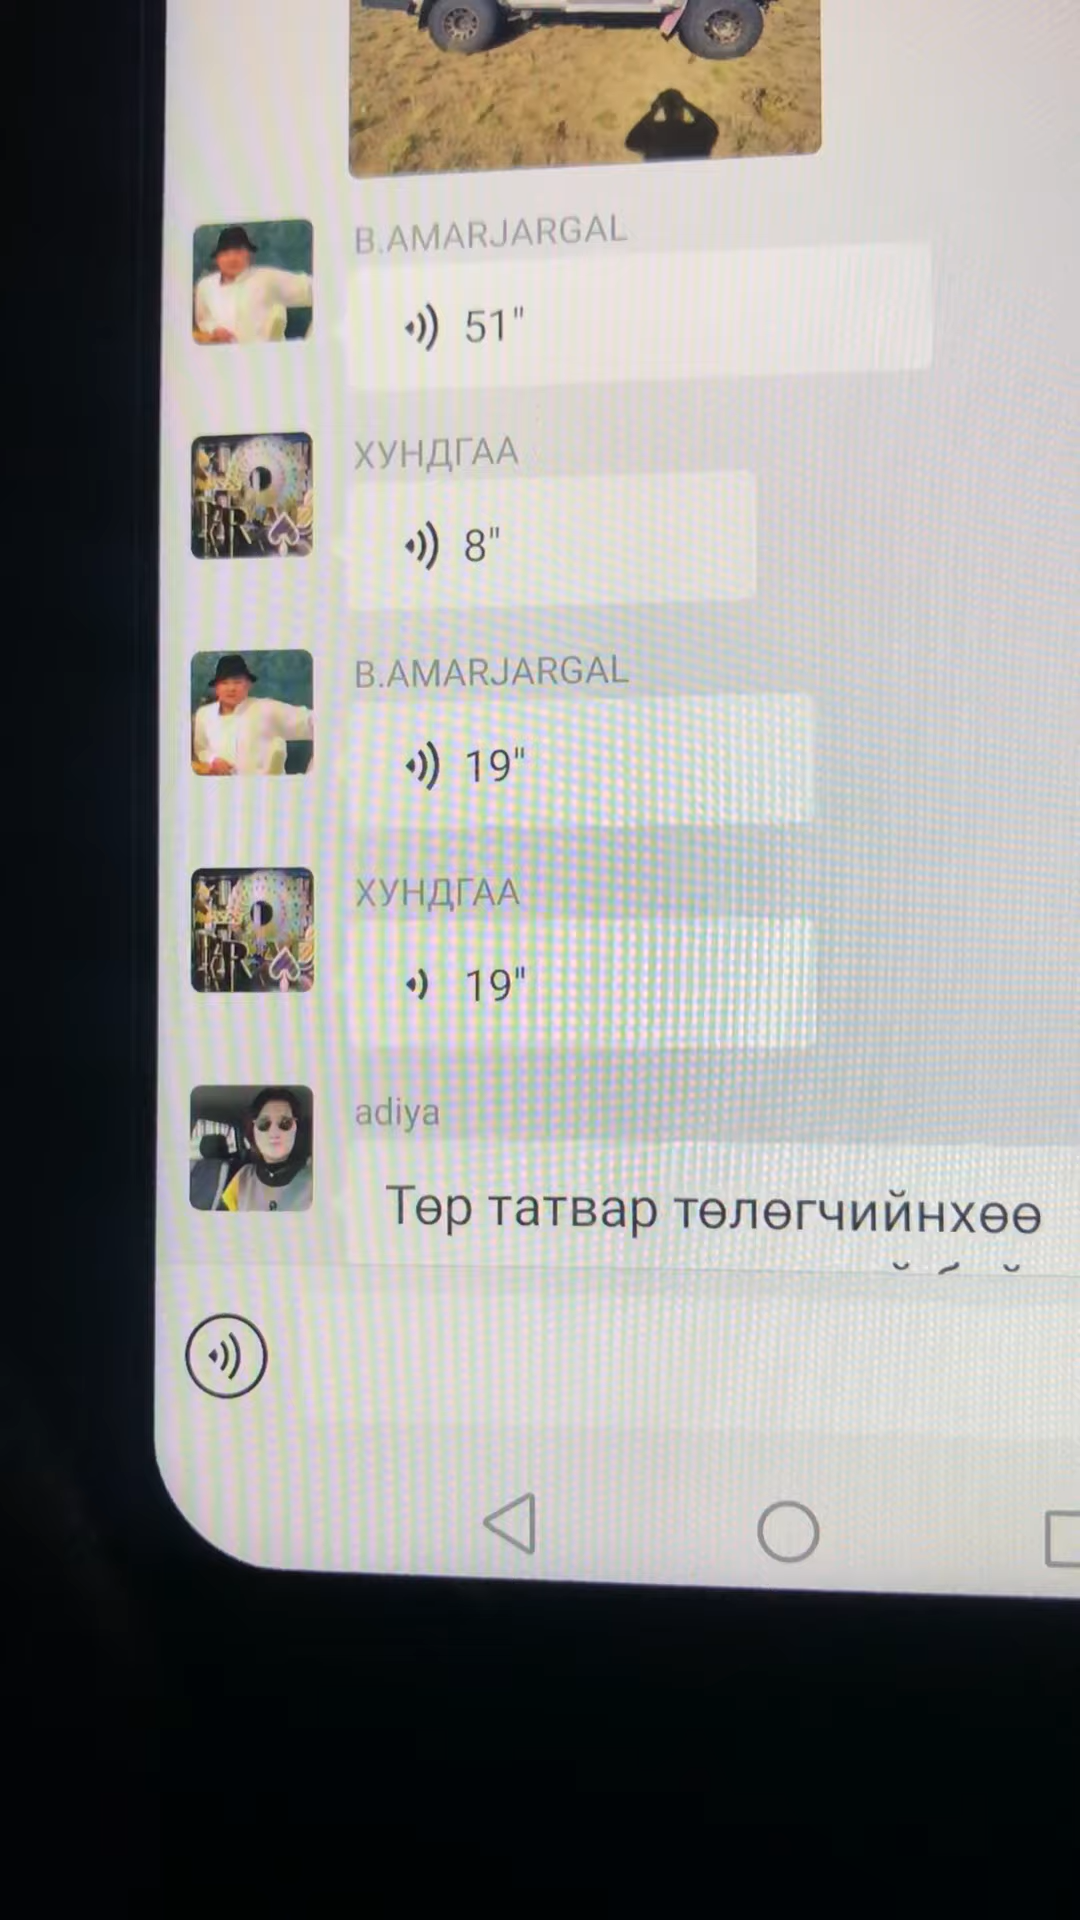 B.AMARJARGAL
51"
ХУНДГАА
8"
B.AMARJARGAL
19"
ХУНДГАА
19"
adiya
Төр татвар төлөгчийнхөө